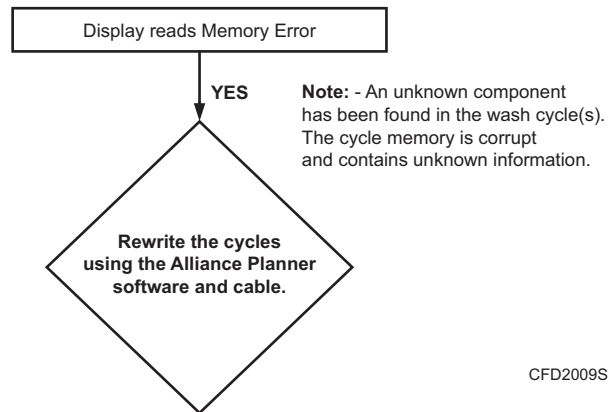 Display reads Memory Error
YES
Note: - An unknown component
has been found in the wash cycle(s).
The cycle memory is corrupt
and contains unknown information.
Rewrite the cycles
using the Alliance Planner
software and cable.
CFD2009S